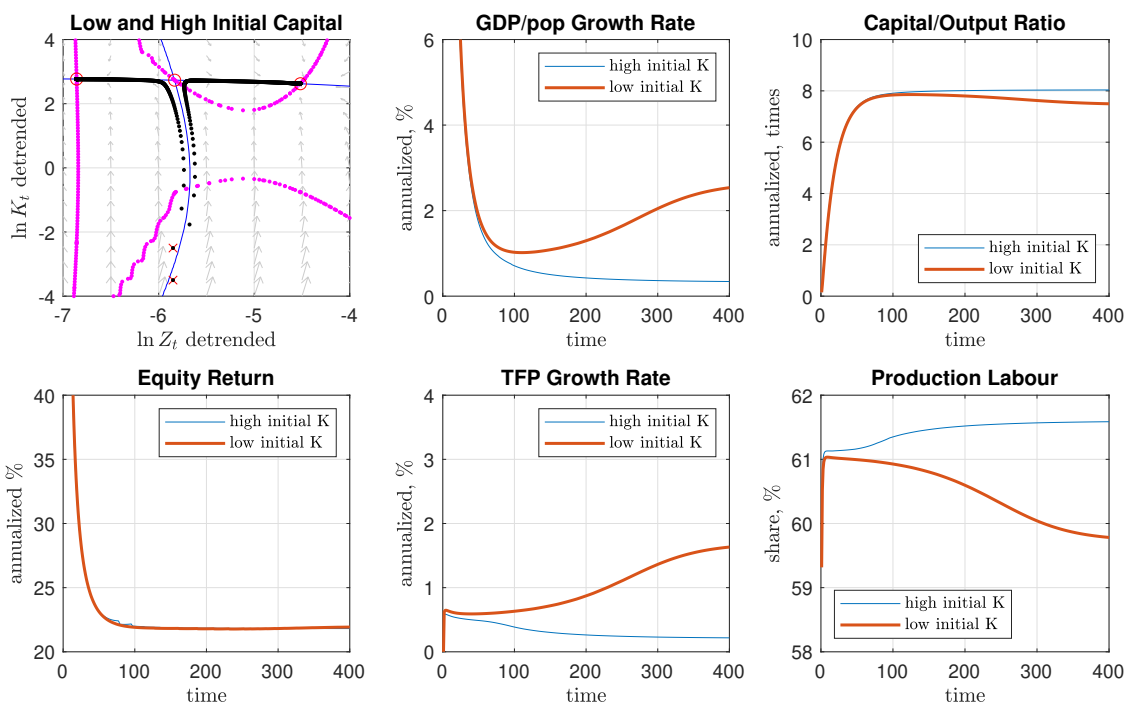 Low and High Initial Capital
4
2
0
-2
-4
-7
-6
-5
-4
ln K_t detrended
ln Z_t detrended
GDP/pop Growth Rate
6
4
2
0
0
100
200
300
400
annualized, %
time
high initial K
low initial K
Capital/Output Ratio
10
8
6
4
2
0
0
100
200
300
400
annualized, times
time
high initial K
low initial K
Equity Return
40
35
30
25
20
0
100
200
300
400
annualized %
time
high initial K
low initial K
TFP Growth Rate
4
3
2
1
0
0
100
200
300
400
annualized, %
time
high initial K
low initial K
Production Labour
62
61
60
59
58
0
100
200
300
400
share, %
time
high initial K
low initial K